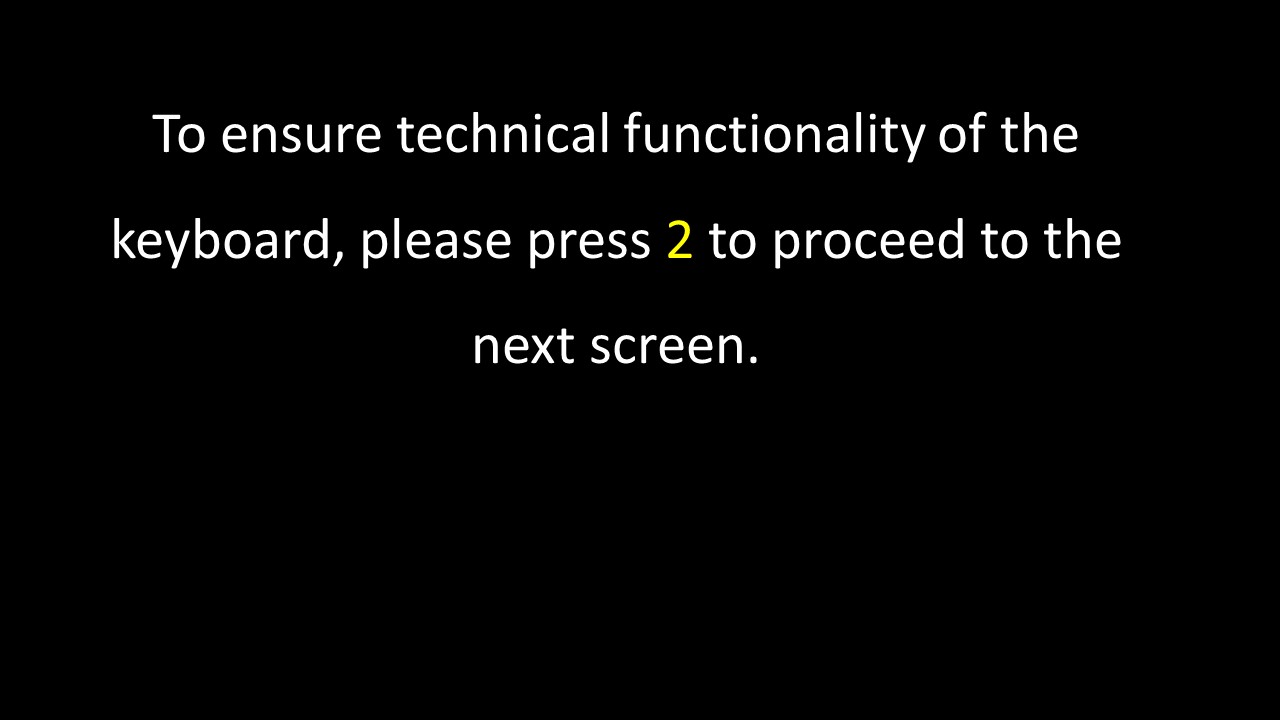 To ensure technical functionality of the
keyboard, please press 2 to proceed to the
next screen.